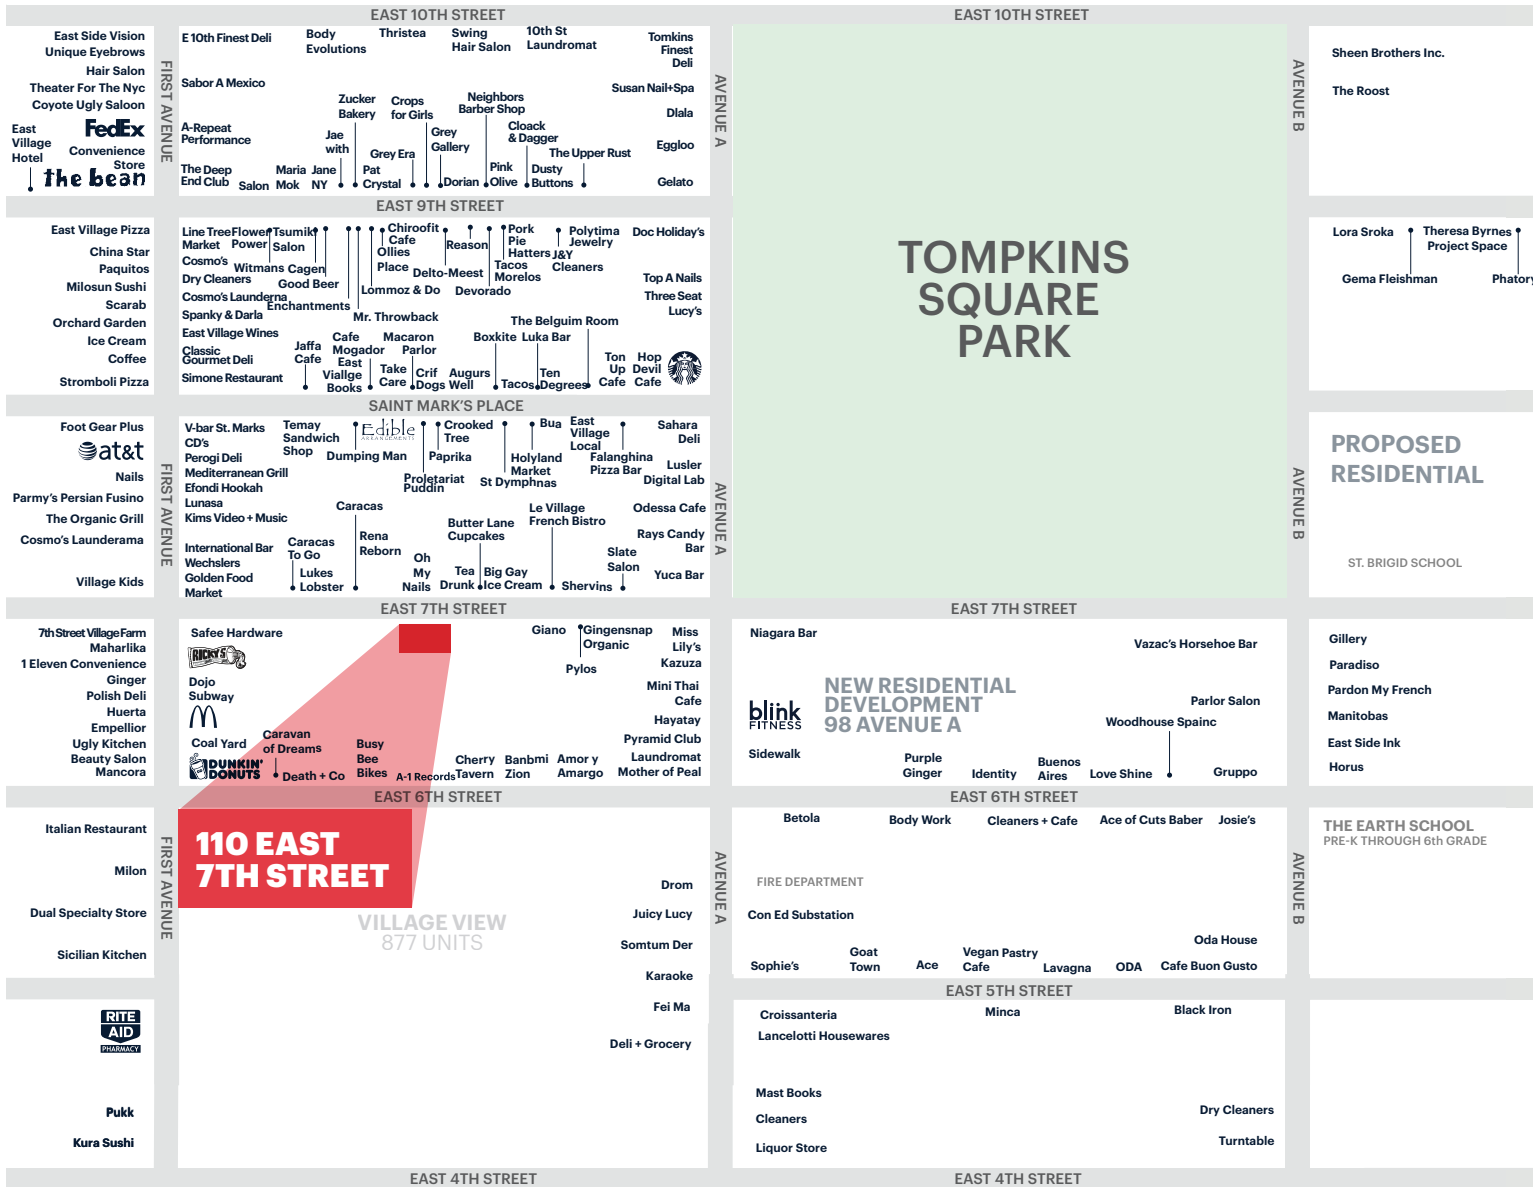 EAST 10TH STREET
EAST 10TH STREET
East Side Vision
Unique Eyebrows
Hair Salon
Theater For The Nyc
Coyote Ugly Saloon
East
Village
Hotel
FedEx
Convenience
Store
the bean
FIRST AVENUE
E 10th Finest Deli
Body
Evolutions
Thristea
Swing
Hair Salon
10th St
Laundromat
Tomkins
Finest
Deli
Sabor A Mexico
Susan Nail+Spa
Zucker
Bakery
Crops
for Girls
Neighbors
Barber Shop
Dlala
A-Repeat
Performance
Jae
with
Grey
Gallery
Cloack
& Dagger
Eggloo
Grey Era
The Upper Rust
The Deep
End Club
Salon
Maria
Mok
Jane
NY
Pat
Crystal
Dorian
Pink
Olive
Dusty
Buttons
Gelato
AVENUE A
TOMPKINS
SQUARE
PARK
AVENUE B
Sheen Brothers Inc.
The Roost
EAST 9TH STREET
East Village Pizza
China Star
Paquitos
Milosun Sushi
Scarab
Orchard Garden
Ice Cream
Coffee
Stromboli Pizza
Line Tree
Market
Flower
Power
Tsumik
Salon
Chiroofit
Cafe
Ollies
Place
Reason
Pork
Pie
Hatters
Polytima
Jewelry
J&Y
Cleaners
Doc Holiday's
Cosmo's
Dry Cleaners
Witmans
Cagen
Good Beer
Delto-Meest
Tacos
Morelos
Top A Nails
Cosmo's Launderna
Enchantments
Lommoz & Do
Devorado
Three Seat
Lucy's
Spanky & Darla
Mr. Throwback
The Belguim Room
East Village Wines
Cafe
Mogador
Macaron
Parlor
Boxkite
Luka Bar
Classic
Gourmet Deli
Jaffa
Cafe
East
Viallge
Books
Take
Care
Crif
Dogs
Augurs
Well
Tacos
Ten
Degrees
Ton
Up
Cafe
Hop
Devil
Cafe
Simone Restaurant
Lora Sroka
Theresa Byrnes
Project Space
Gema Fleishman
Phatory
SAINT MARK'S PLACE
Foot Gear Plus
at&t
Nails
Parmy's Persian Fusino
The Organic Grill
Cosmo's Launderama
Village Kids
FIRST AVENUE
V-bar St. Marks
CD's
Perogi Deli
Mediterranean Grill
Efondi Hookah
Lunasa
Kims Video + Music
International Bar
Wechslers
Golden Food
Market
Temay
Sandwich
Shop
Edible
ARRANGEMENTS
Dumping Man
Crooked
Tree
Paprika
Proletariat
Puddin
Bua
Holyland
Market
St Dymphnas
East
Village
Local
Falanghina
Pizza Bar
Sahara
Deli
Lusler
Digital Lab
Caracas
Le Village
French Bistro
Odessa Cafe
Butter Lane
Cupcakes
Rays Candy
Bar
Caracas
To Go
Rena
Reborn
Slate
Salon
Lukes
Lobster
Oh
My
Nails
Tea
Drunk
Big Gay
Ice Cream
Shervins
Yuca Bar
AVENUE A
AVENUE B
PROPOSED
RESIDENTIAL
ST. BRIGID SCHOOL
EAST 7TH STREET
EAST 7TH STREET
7th Street Village Farm
Maharlika
1 Eleven Convenience
Ginger
Polish Deli
Huerta
Empellior
Ugly Kitchen
Beauty Salon
Mancora
Safee Hardware
RICKY'S
Dojo
Subway
Coal Yard
DUNKIN'
DONUTS
Caravan
of Dreams
Death + Co
Busy
Bee
Bikes
A-1 Records
Giano
Gingensnap
Organic
Pylos
Miss
Lily's
Kazuza
Mini Thai
Cafe
Hayatay
Pyramid Club
Laundromat
Mother of Peal
Cherry
Tavern
Banbmi
Zion
Amor y
Amargo
Niagara Bar
Vazac's Horsehoe Bar
blink
FITNESS
NEW RESIDENTIAL
DEVELOPMENT
98 AVENUE A
Parlor Salon
Woodhouse Spainc
Sidewalk
Purple
Ginger
Identity
Buenos
Aires
Love Shine
Gruppo
Gillery
Paradiso
Pardon My French
Manitobas
East Side Ink
Horus
EAST 6TH STREET
EAST 6TH STREET
Italian Restaurant
Milon
Dual Specialty Store
Sicilian Kitchen
FIRST AVENUE
110 EAST
7TH STREET
VILLAGE VIEW
877 UNITS
Drom
Juicy Lucy
Somtum Der
Karaoke
Fei Ma
Deli + Grocery
AVENUE A
Betola
Body Work
Cleaners + Cafe
Ace of Cuts Baber
Josie's
FIRE DEPARTMENT
Con Ed Substation
Oda House
Sophie's
Goat
Town
Ace
Vegan Pastry
Cafe
Lavagna
ODA
Cafe Buon Gusto
AVENUE B
THE EARTH SCHOOL
PRE-K THROUGH 6th GRADE
EAST 5TH STREET
RITE
AID
PHARMACY
Pukk
Kura Sushi
Croissanteria
Minca
Black Iron
Lancelotti Housewares
Mast Books
Cleaners
Liquor Store
Dry Cleaners
Turntable
EAST 4TH STREET
EAST 4TH STREET